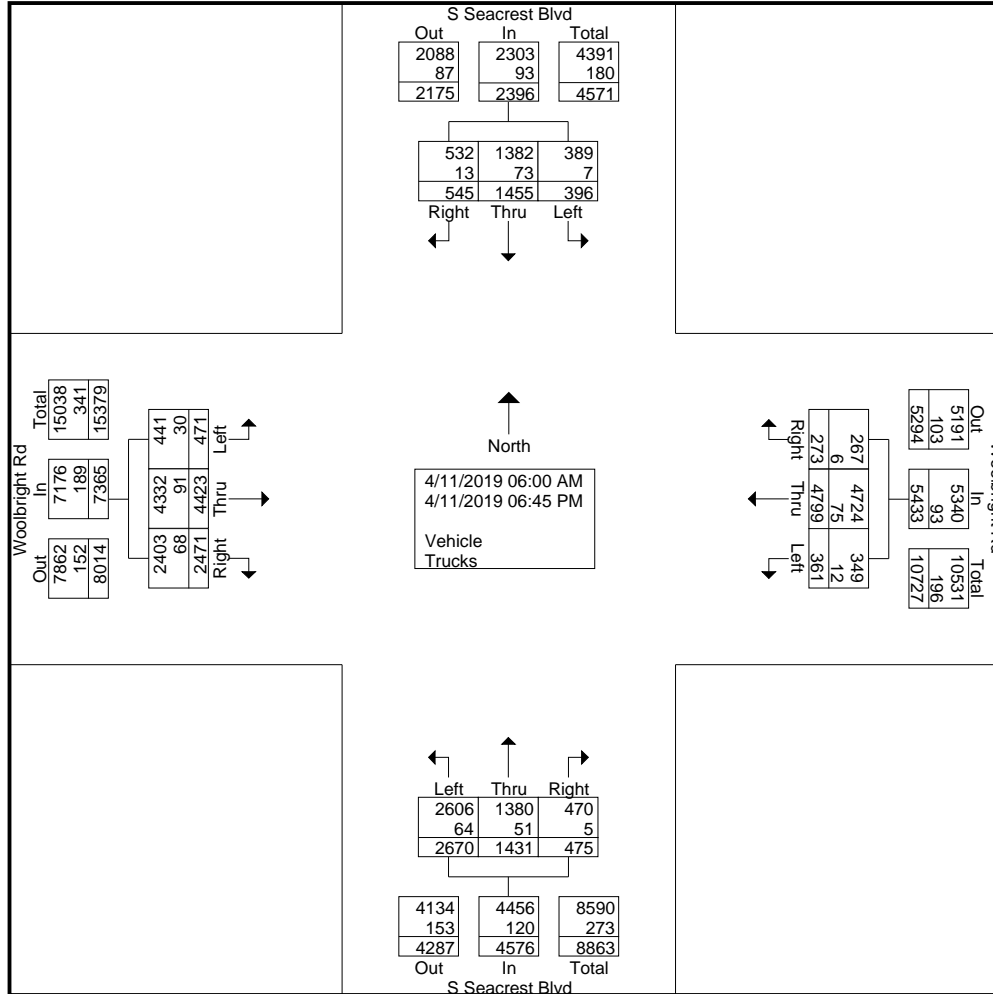 S Seacrest Blvd
Out In Total
2088 2303 4391
87 93 180
2175 2396 4571
532 1382 389
13 73 7
545 1455 396
Right Thru Left
Woolbright Rd
Total In Out
15038 7176 7862
341 189 152
15379 7365 8014
441 4332 2403
30 91 68
471 4423 2471
Left Thru Right
North
4/11/2019 06:00 AM
4/11/2019 06:45 PM
Vehicle
Trucks
Out In Total
5191 5340 10531
103 93 196
5294 5433 10727
267 4724 349
6 75 12
273 4799 361
Right Thru Left
Left Thru Right
2606 1380 470
64 51 5
2670 1431 475
4134 4456 8590
153 120 273
4287 4576 8863
Out In Total
S Seacrest Blvd